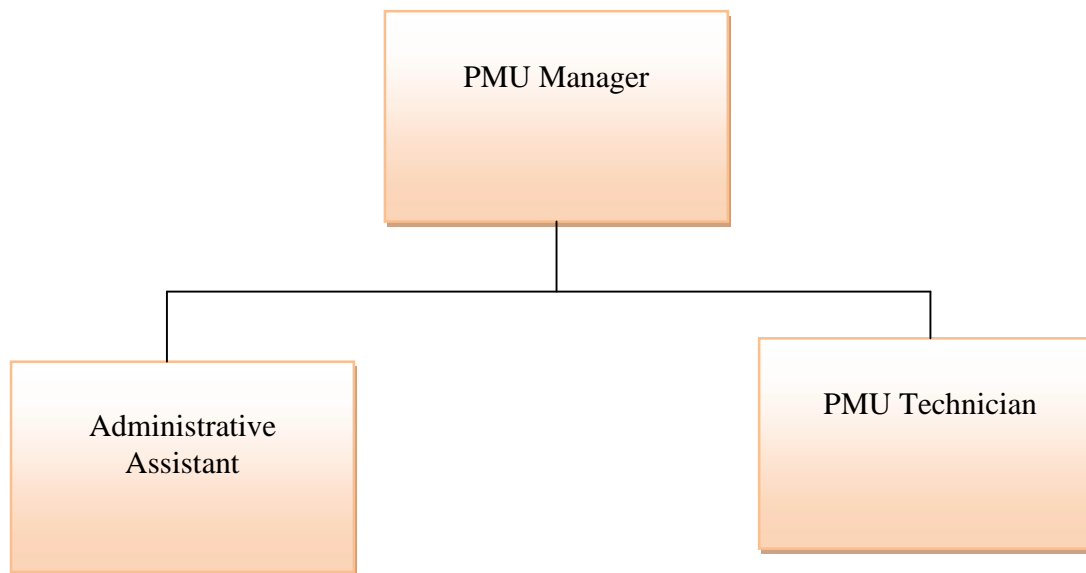 PMU Manager
Administrative
Assistant
PMU Technician